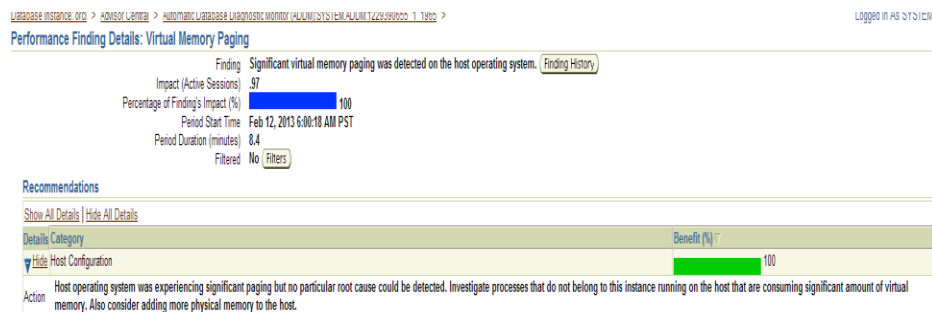 Database Instance: orcl > Advisor Central > Automatic Database Diagnostic Monitor (ADDM):SYSTEM.ADDM:1229390655_1_1965 >
Logged in As SYSTEM
Performance Finding Details: Virtual Memory Paging
Finding Significant virtual memory paging was detected on the host operating system. Finding History
Impact (Active Sessions) .97
Percentage of Finding's Impact (%) 100
Period Start Time Feb 12, 2013 6:00:18 AM PST
Period Duration (minutes) 8.4
Filtered No Filters
Recommendations
Show All Details | Hide All Details
Details Category Benefit (%)
Hide Host Configuration 100
Action Host operating system was experiencing significant paging but no particular root cause could be detected. Investigate processes that do not belong to this instance running on the host that are consuming significant amount of virtual
memory. Also consider adding more physical memory to the host.